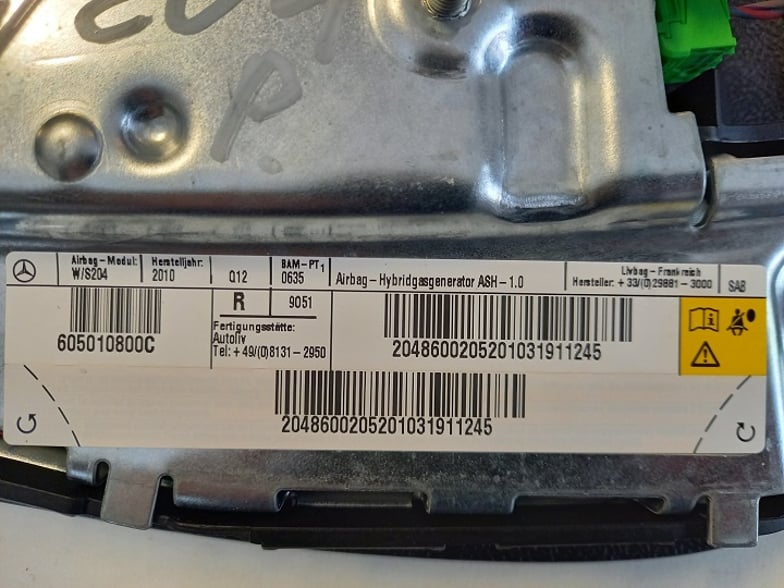 P.
Airbag-Modul:
W/S204
Herstelljahr:
2010
Q12
BAM-PT1
0635
Airbag-Hybridgasgenerator ASH-1.0
Livbag-Frankreich
Hersteller: +33/(0)29881-3000
SAB
R
9051
605010800C
Fertigungsstätte:
Autoliv
Tel: +49/(0)8131-2950
2048600205201031911245
2048600205201031911245